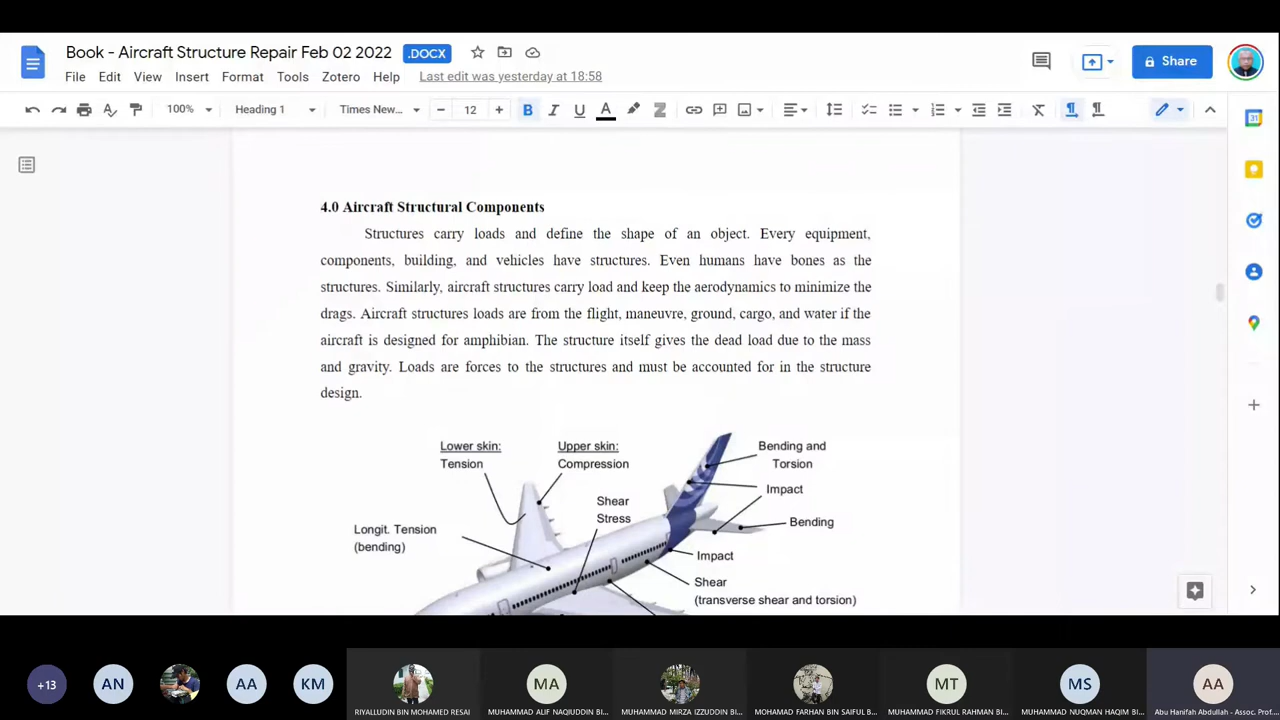 Book - Aircraft Structure Repair Feb 02 2022 .DOCX
File Edit View Insert Format Tools Zotero Help Last edit was yesterday at 18:58
Share
100% Heading 1 Times New... 12
4.0 Aircraft Structural Components
Structures carry loads and define the shape of an object. Every equipment,
components, building, and vehicles have structures. Even humans have bones as the
structures. Similarly, aircraft structures carry load and keep the aerodynamics to minimize the
drags. Aircraft structures loads are from the flight, maneuvre, ground, cargo, and water if the
aircraft is designed for amphibian. The structure itself gives the dead load due to the mass
and gravity. Loads are forces to the structures and must be accounted for in the structure
design.
Lower skin:
Tension
Upper skin:
Compression
Bending and
Torsion
Impact
Shear
Stress
Bending
Longit. Tension
(bending)
Impact
Shear
(transverse shear and torsion)
+13 AN AA KM MA MT MS AA
RIYALLUDIN BIN MOHAMED RESAI
MUHAMMAD ALIF NAQIUDDIN BI...
MUHAMMAD MIRZA IZZUDDIN BI...
MOHAMAD FARHAN BIN SAIFUL B...
MUHAMMAD FIKRUL RAHMAN BI...
MUHAMMAD NUQMAN HAQIM BI...
Abu Hanifah Abdullah - Assoc. Prof...